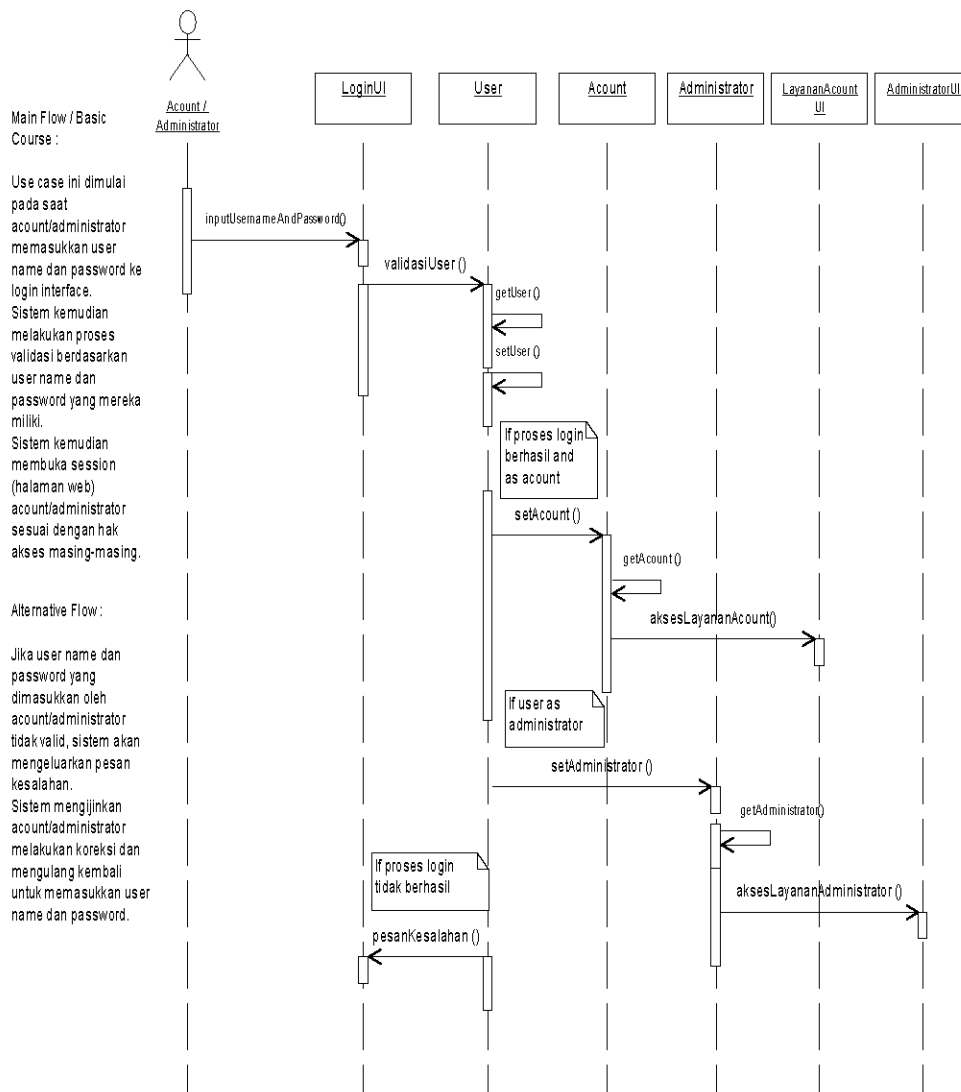 LoginUI
User
Acount
Administrator
LayananAcount
UI
AdministratorUI
Acount /
Administrator
Main Flow / Basic
Course :
Use case ini dimulai
pada saat
acount/administrator
memasukkan user
name dan password ke
login interface.
Sistem kemudian
melakukan proses
validasi berdasarkan
user name dan
password yang mereka
miliki.
Sistem kemudian
membuka session
(halaman web)
acount/administrator
sesuai dengan hak
akses masing-masing.
Alternative Flow :
Jika user name dan
password yang
dimasukkan oleh
acount/administrator
tidak valid, sistem akan
mengeluarkan pesan
kesalahan.
Sistem mengijinkan
acount/administrator
melakukan koreksi dan
mengulang kembali
untuk memasukkan user
name dan password.
inputUsernameAndPassword()
validasiUser ()
getUser ()
setUser ()
If proses login
berhasil and
as acount
setAcount ()
getAcount ()
aksesLayananAcount()
If user as
administrator
setAdministrator ()
getAdministrator()
If proses login
tidak berhasil
aksesLayananAdministrator ()
pesanKesalahan ()